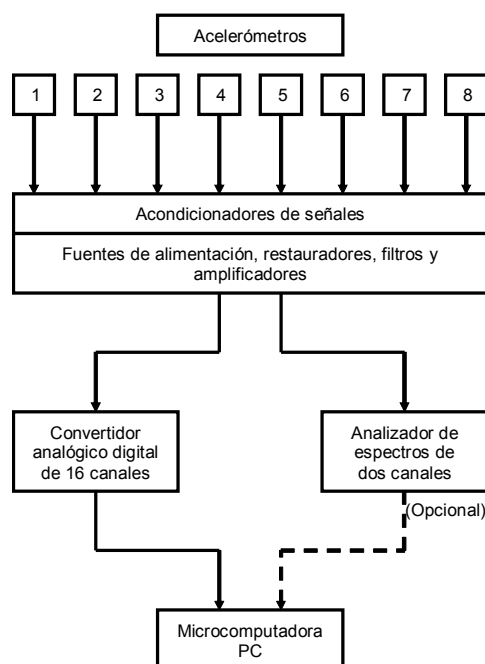 Acelerómetros
1 2 3 4 5 6 7 8
Acondicionadores de señales
Fuentes de alimentación, restauradores, filtros y
amplificadores
Convertidor
analógico digital
de 16 canales
Analizador de
espectros de
dos canales
(Opcional)
Microcomputadora
PC